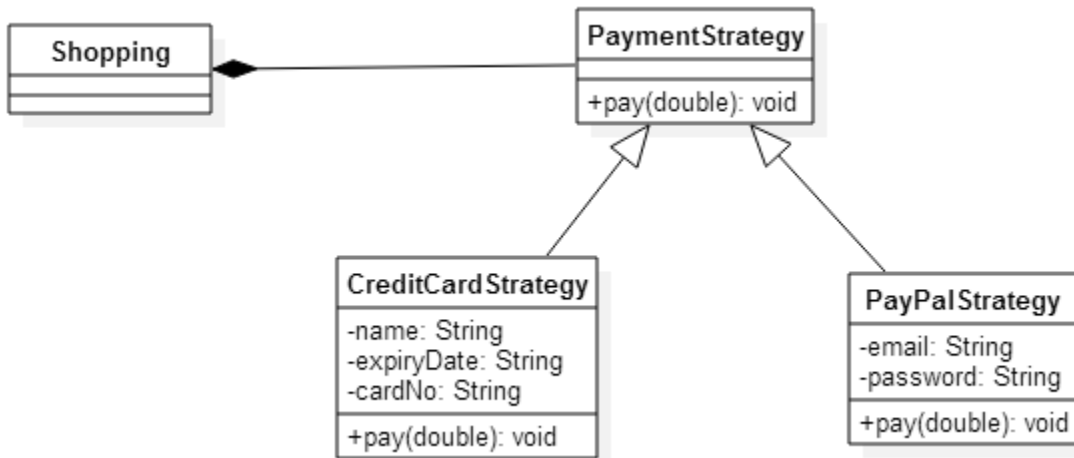 Shopping
PaymentStrategy
+pay(double): void
CreditCardStrategy
-name: String
-expiryDate: String
-cardNo: String
+pay(double): void
PayPalStrategy
-email: String
-password: String
+pay(double): void